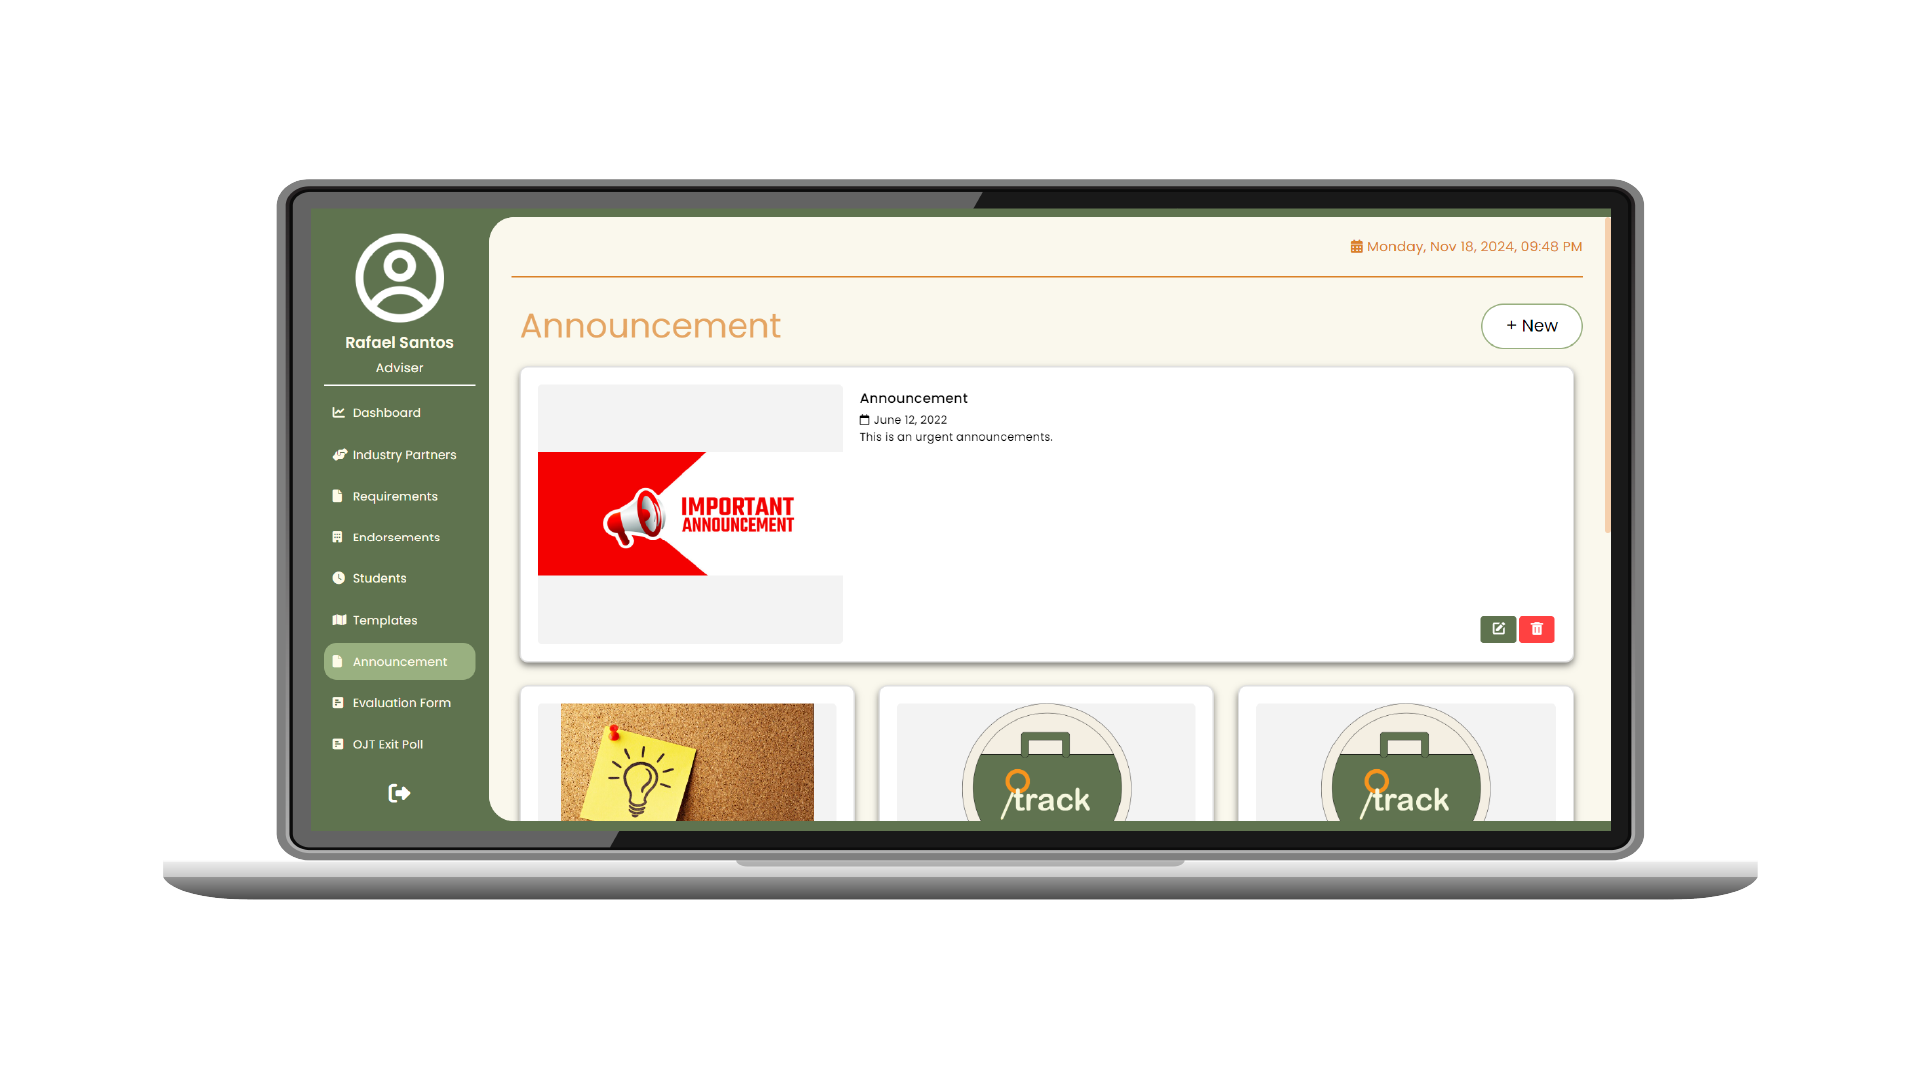 Monday, Nov 18, 2024, 09:48 PM
Rafael Santos
Adviser
Dashboard
Industry Partners
Requirements
Endorsements
Students
Templates
Announcement
Evaluation Form
OJT Exit Poll
Announcement
+ New
Announcement
June 12, 2022
This is an urgent announcements.
IMPORTANT
ANNOUNCEMENT
track
track